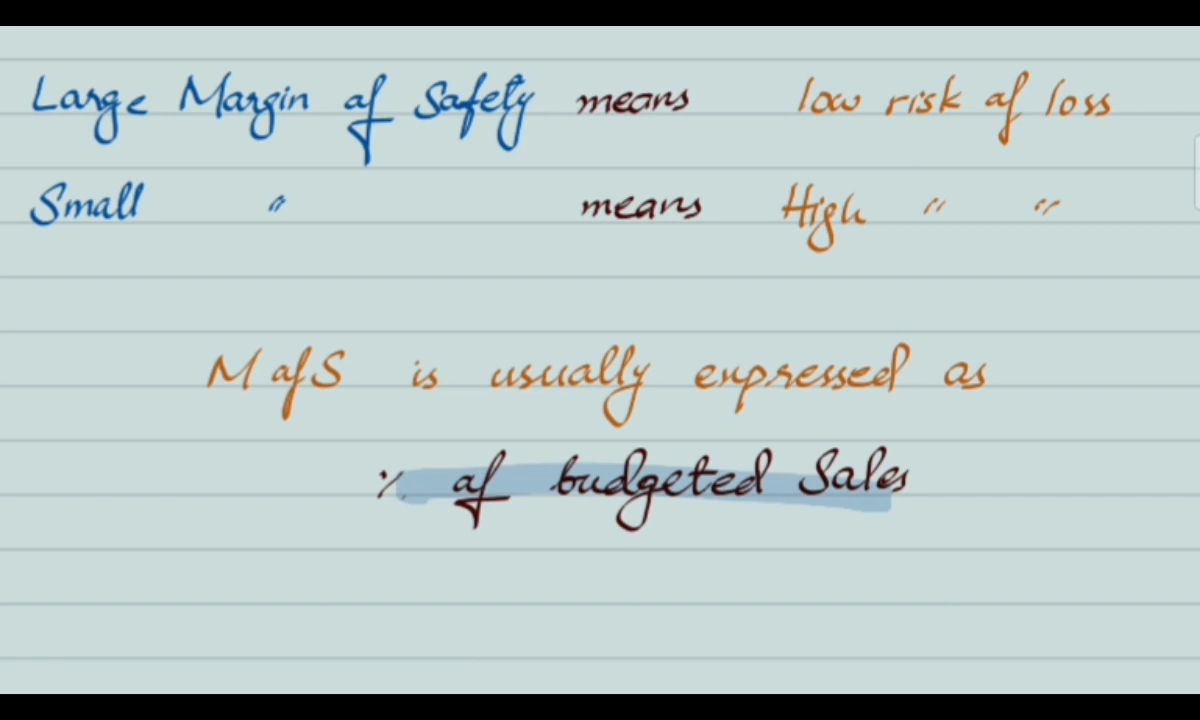 Large Margin of Safety means low risk of loss
Small " means High " "
M of S is usually expressed as
% of budgeted Sales